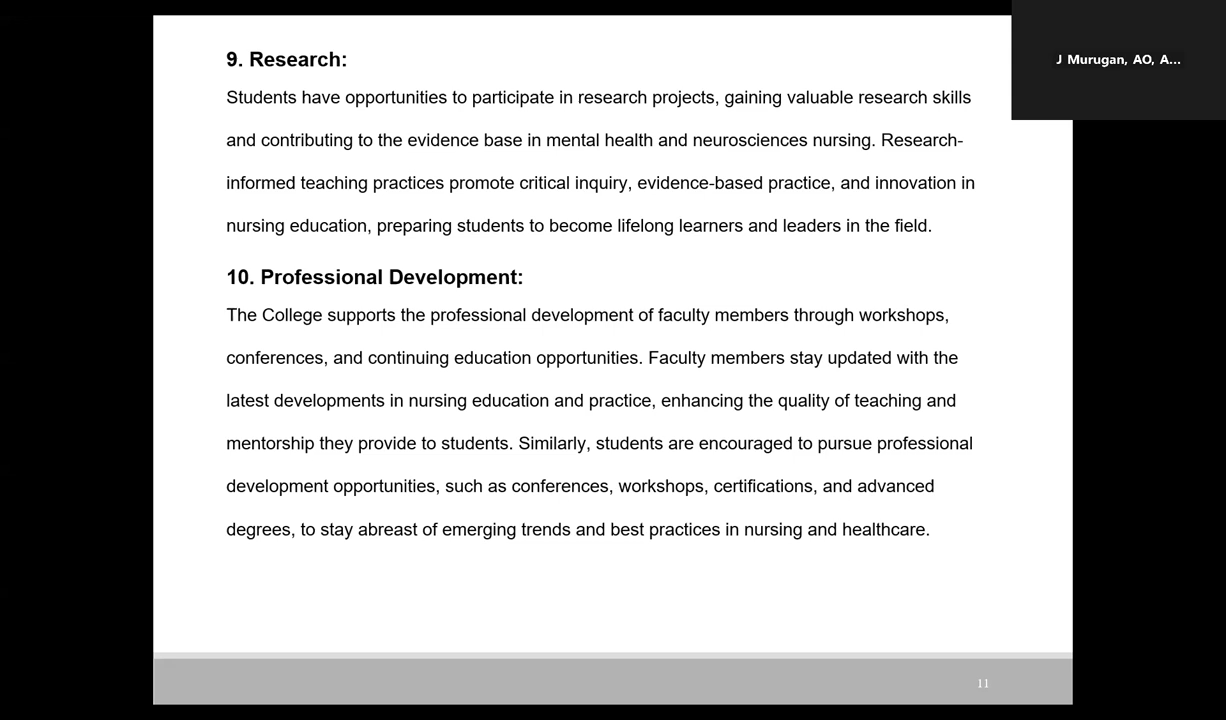 9. Research:
Students have opportunities to participate in research projects, gaining valuable research skills
and contributing to the evidence base in mental health and neurosciences nursing. Research-
informed teaching practices promote critical inquiry, evidence-based practice, and innovation in
nursing education, preparing students to become lifelong learners and leaders in the field.
10. Professional Development:
The College supports the professional development of faculty members through workshops,
conferences, and continuing education opportunities. Faculty members stay updated with the
latest developments in nursing education and practice, enhancing the quality of teaching and
mentorship they provide to students. Similarly, students are encouraged to pursue professional
development opportunities, such as conferences, workshops, certifications, and advanced
degrees, to stay abreast of emerging trends and best practices in nursing and healthcare.
11
J Murugan, AO, A...